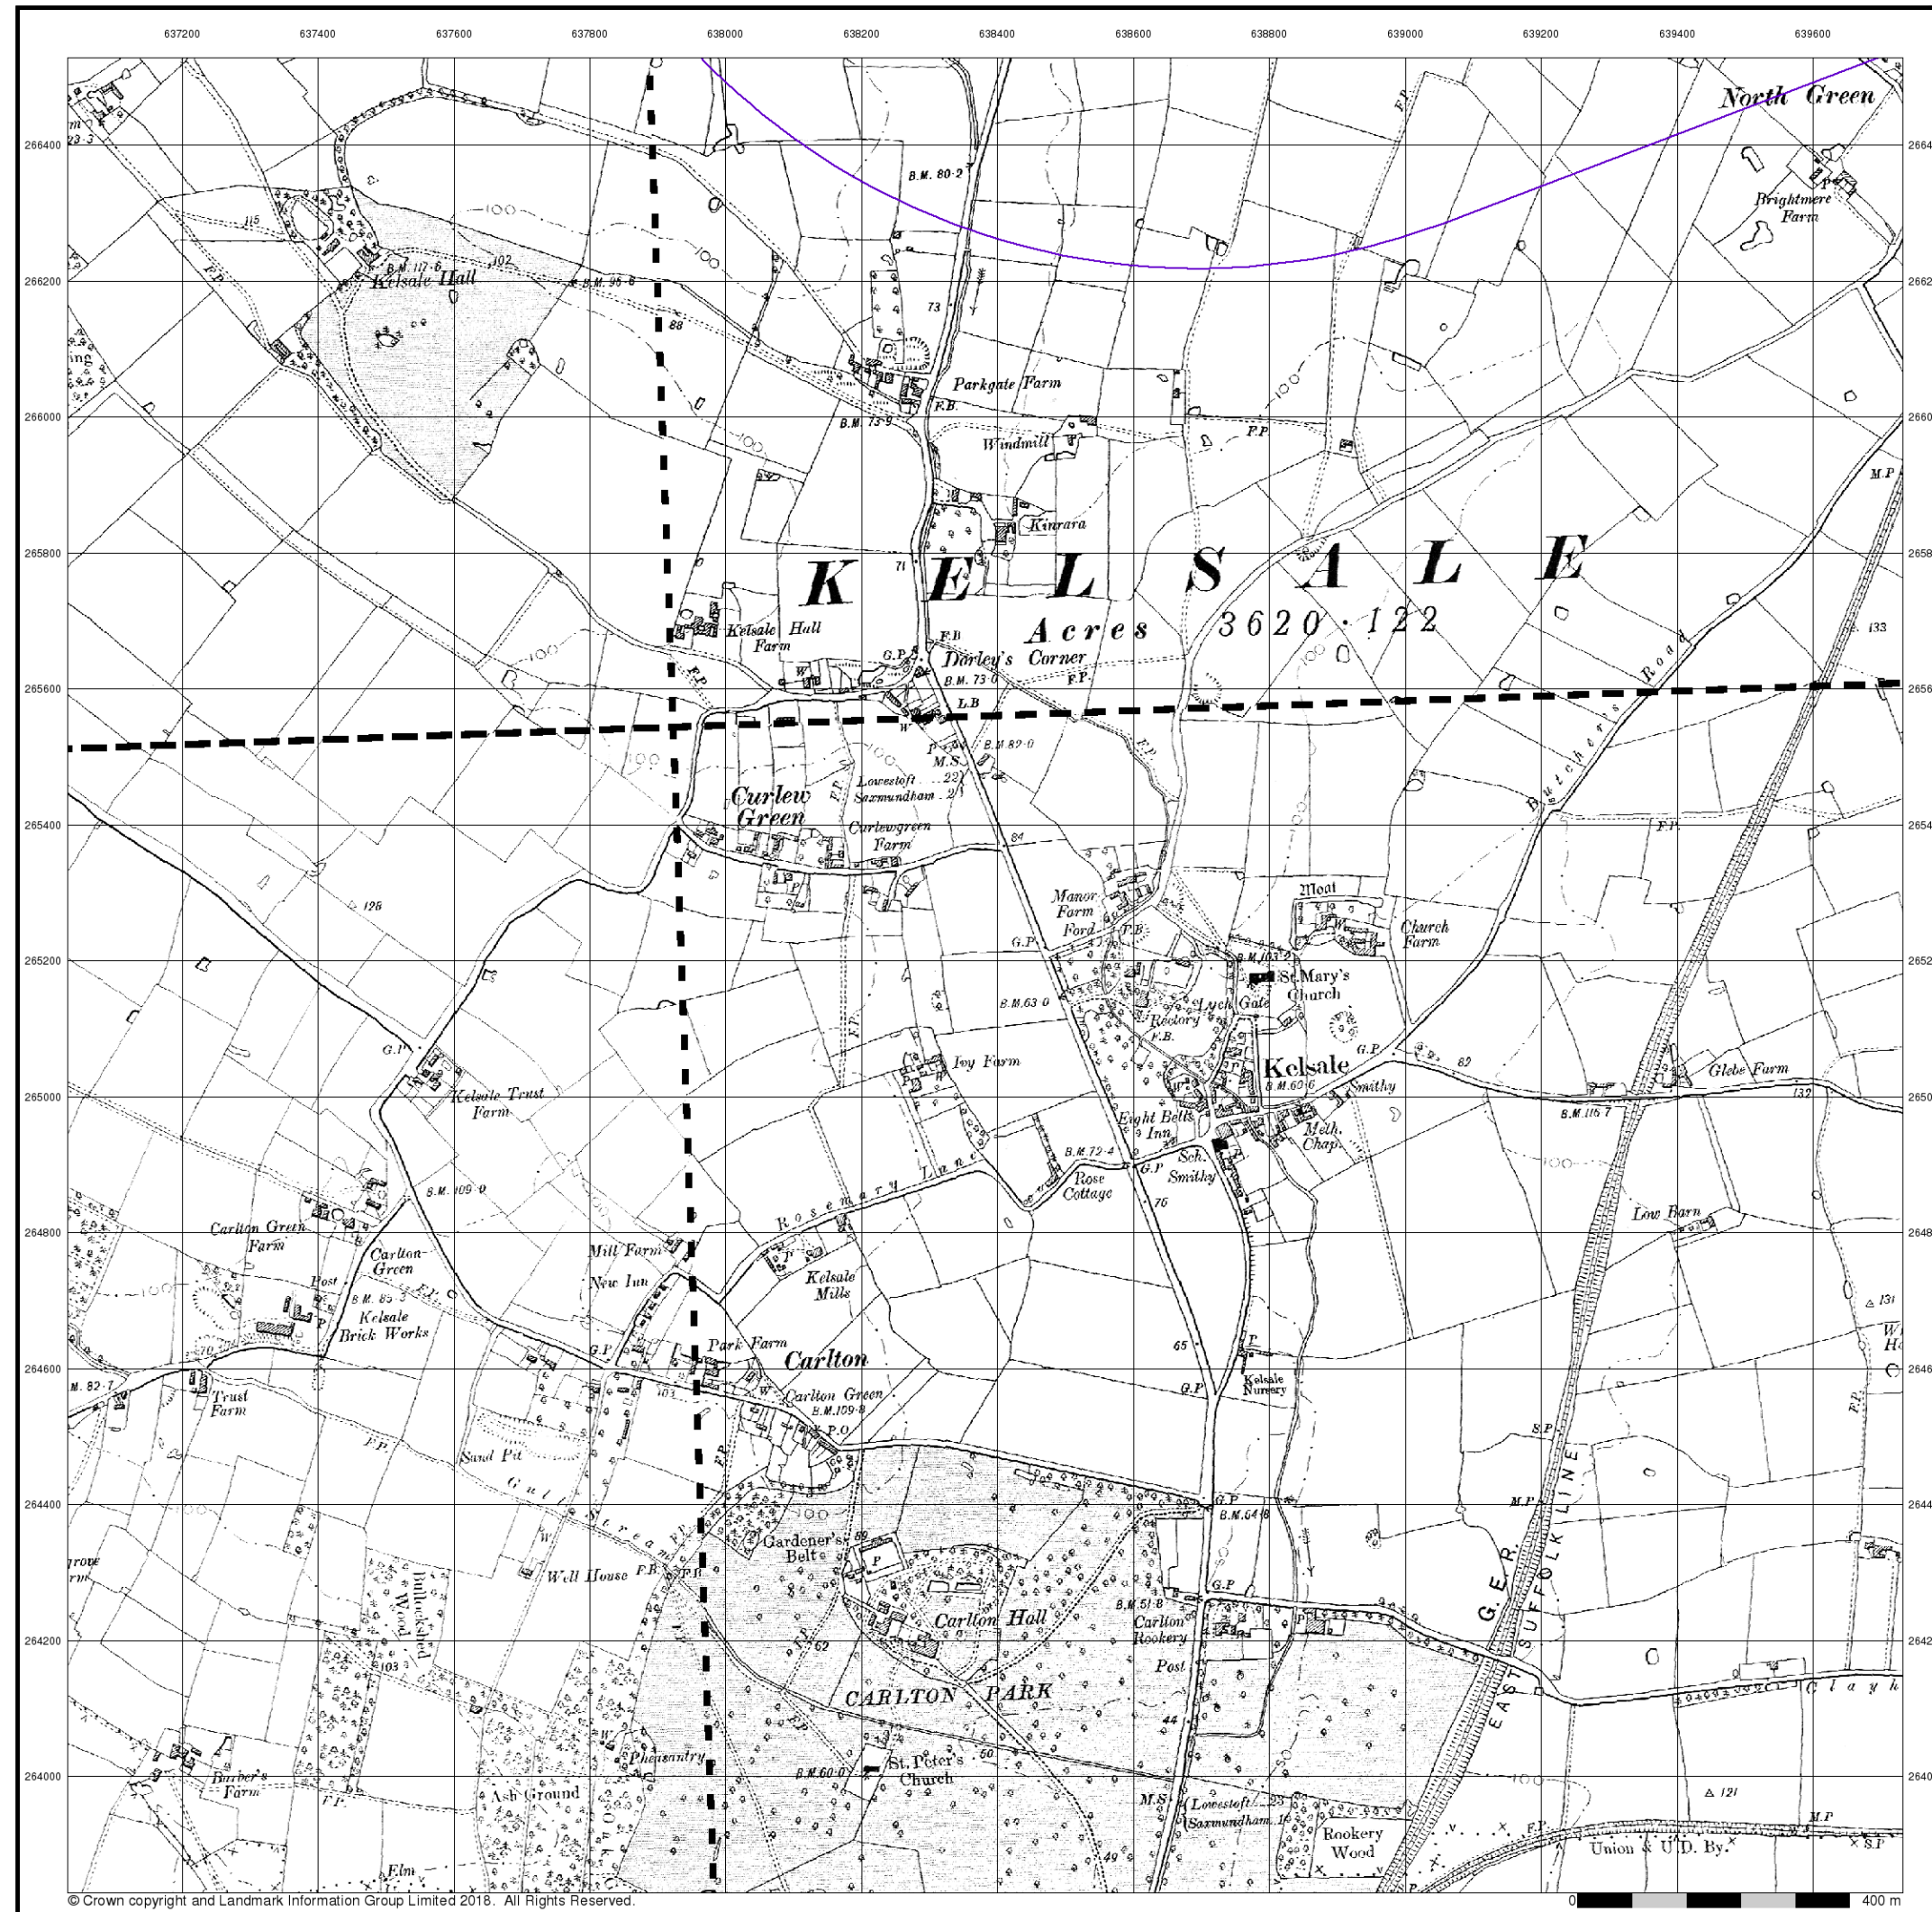 637200 637400 637600 637800 638000 638200 638400 638600 638800 639000 639200 639400 639600
North Green
266400
B.M. 80·2
Brightmere
Farm
115
100
F.P.
B.M. 117·6
102
Kelsale Hall
B.M. 96·6
266200
88
73
Parkgate Farm
F.B.
B.M. 73·9
266000
100
Windmill
F.P.
M.P
Kinrara
265800
71
KELSALE
Acres 3620·122
Kelsale Hall
Farm
F.B
G.P.
Darley's Corner
B.M. 73·0
F.P.
133
Butcher's Road
265600
L.B
W
P
B.M. 82·0
M.S.
Lowestoft 22
Saxmundham 2
Curlew
Green
Curlewgreen
Farm
84
265400
F.P.
126
Manor
Farm
Ford
F.B.
Moat
Church
Farm
G.P.
265200
B.M. 103·2
St. Mary's
Church
B.M. 63·0
Lych Gate
Rectory
F.B.
G.P.
Ivy Farm
Kelsale
B.M. 60·6
G.P.
82
Glebe Farm
Kelsale Trust
Farm
Smithy
132
265000
B.M. 116·7
Eight Bells
Inn
Meth.
Chap.
B.M. 72·4
G.P
Sch.
Smithy
Rosemary Lane
Rose
Cottage
B.M. 109·0
76
Carlton Green
Farm
264800
Low Barn
Carlton
Green
Mill Farm
New Inn
Kelsale
Mills
Post
B.M. 85·3
Kelsale
Brick Works
131
70
G.P.
Park Farm
Carlton
65
264600
Kelsale
Nursery
G.P.
M. 82·7
Trust
Farm
103
Carlton Green
B.M. 109·8
P.O.
F.P.
Sand Pit
S.P.
Gull Stream
264400
G.P
B.M. 54·8
M.P.
Gardener's
Belt
89
Well House
F.B.
Bullockshed
Wood
G.P
Carlton Hall
B.M. 51·8
Carlton
Rookery
G.E.R.
EAST SUFFOLK LINE
264200
62
103
Post
CARLTON PARK
Clayh
44
Pheasantry
50
264000
B.M. 60·0
St. Peter's
Church
Barber's
Farm
F.P.
Ash Ground
M.S.
Lowestoft 23
Saxmundham 1
121
M.P
Rookery
Wood
F.P.
Union & U.D. By.
S.P
49
Elm
© Crown copyright and Landmark Information Group Limited 2018. All Rights Reserved.
0 400 m